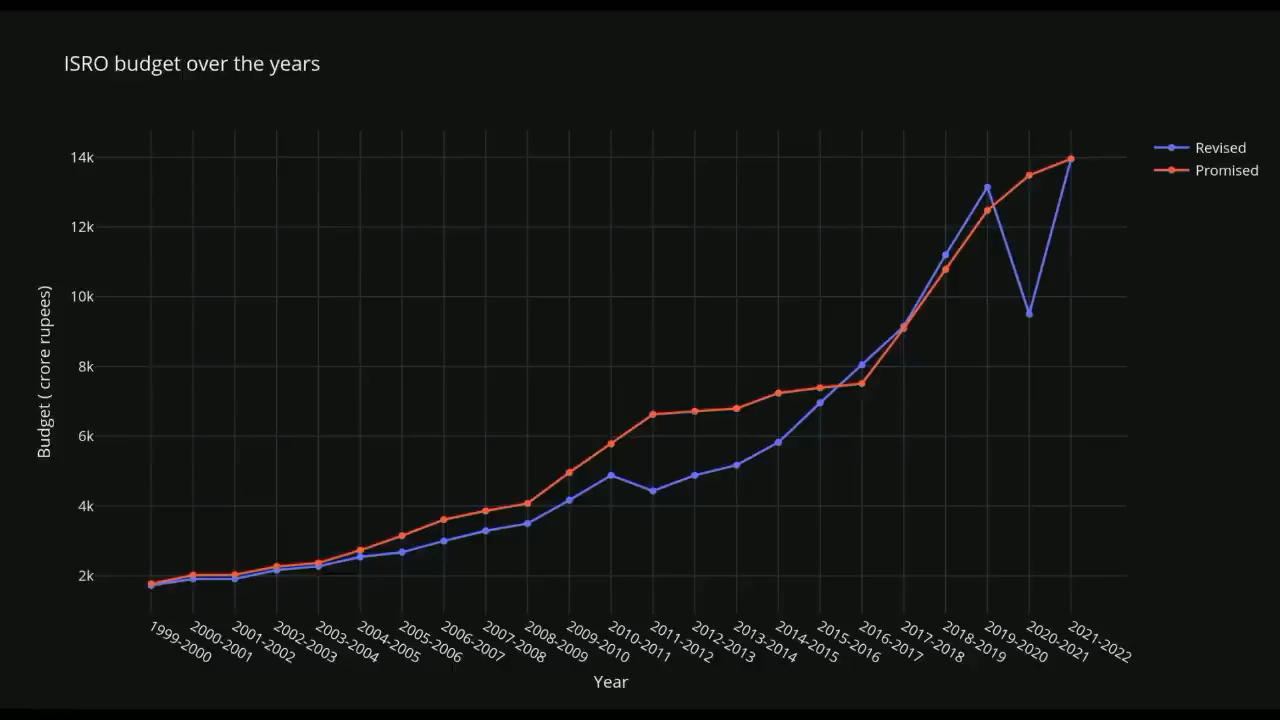 ISRO budget over the years
Revised
Promised
14k
12k
10k
8k
6k
4k
2k
Budget ( crore rupees)
1999-2000
2000-2001
2001-2002
2002-2003
2003-2004
2004-2005
2005-2006
2006-2007
2007-2008
2008-2009
2009-2010
2010-2011
2011-2012
2012-2013
2013-2014
2014-2015
2015-2016
2016-2017
2017-2018
2018-2019
2019-2020
2020-2021
2021-2022
Year